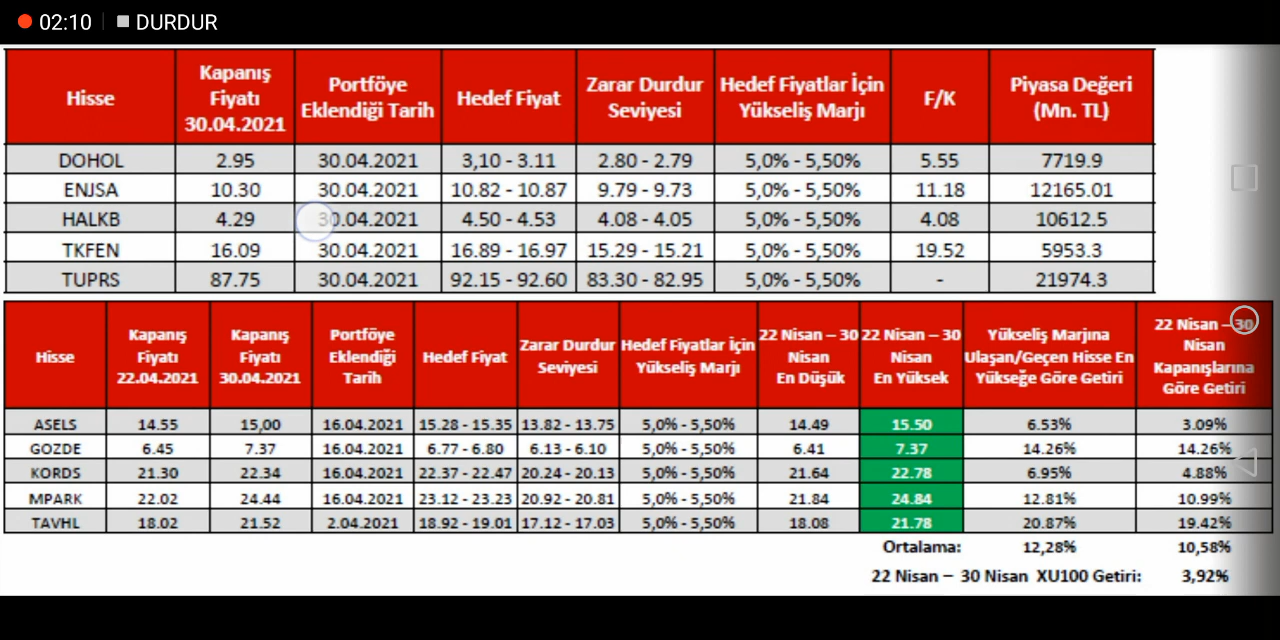 02:10 DURDUR
Hisse Kapanış Fiyatı 30.04.2021 Portföye Eklendiği Tarih Hedef Fiyat Zarar Durdur Seviyesi Hedef Fiyatlar İçin Yükseliş Marjı F/K Piyasa Değeri (Mn. TL)
DOHOL 2.95 30.04.2021 3,10 - 3.11 2.80 - 2.79 5,0% - 5,50% 5.55 7719.9
ENJSA 10.30 30.04.2021 10.82 - 10.87 9.79 - 9.73 5,0% - 5,50% 11.18 12165.01
HALKB 4.29 30.04.2021 4.50 - 4.53 4.08 - 4.05 5,0% - 5,50% 4.08 10612.5
TKFEN 16.09 30.04.2021 16.89 - 16.97 15.29 - 15.21 5,0% - 5,50% 19.52 5953.3
TUPRS 87.75 30.04.2021 92.15 - 92.60 83.30 - 82.95 5,0% - 5,50% - 21974.3
Hisse Kapanış Fiyatı 22.04.2021 Kapanış Fiyatı 30.04.2021 Portföye Eklendiği Tarih Hedef Fiyat Zarar Durdur Seviyesi Hedef Fiyatlar İçin Yükseliş Marjı 22 Nisan – 30 Nisan En Düşük 22 Nisan – 30 Nisan En Yüksek Yükseliş Marjına Ulaşan/Geçen Hisse En Yükseğe Göre Getiri 22 Nisan – 30 Nisan Kapanışlarına Göre Getiri
ASELS 14.55 15,00 16.04.2021 15.28 - 15.35 13.82 - 13.75 5,0% - 5,50% 14.49 15.50 6.53% 3.09%
GOZDE 6.45 7.37 16.04.2021 6.77 - 6.80 6.13 - 6.10 5,0% - 5,50% 6.41 7.37 14.26% 14.26%
KORDS 21.30 22.34 16.04.2021 22.37 - 22.47 20.24 - 20.13 5,0% - 5,50% 21.64 22.78 6.95% 4.88%
MPARK 22.02 24.44 16.04.2021 23.12 - 23.23 20.92 - 20.81 5,0% - 5,50% 21.84 24.84 12.81% 10.99%
TAVHL 18.02 21.52 2.04.2021 18.92 - 19.01 17.12 - 17.03 5,0% - 5,50% 18.08 21.78 20.87% 19.42%
Ortalama: 12,28% 10,58%
22 Nisan – 30 Nisan XU100 Getiri: 3,92%